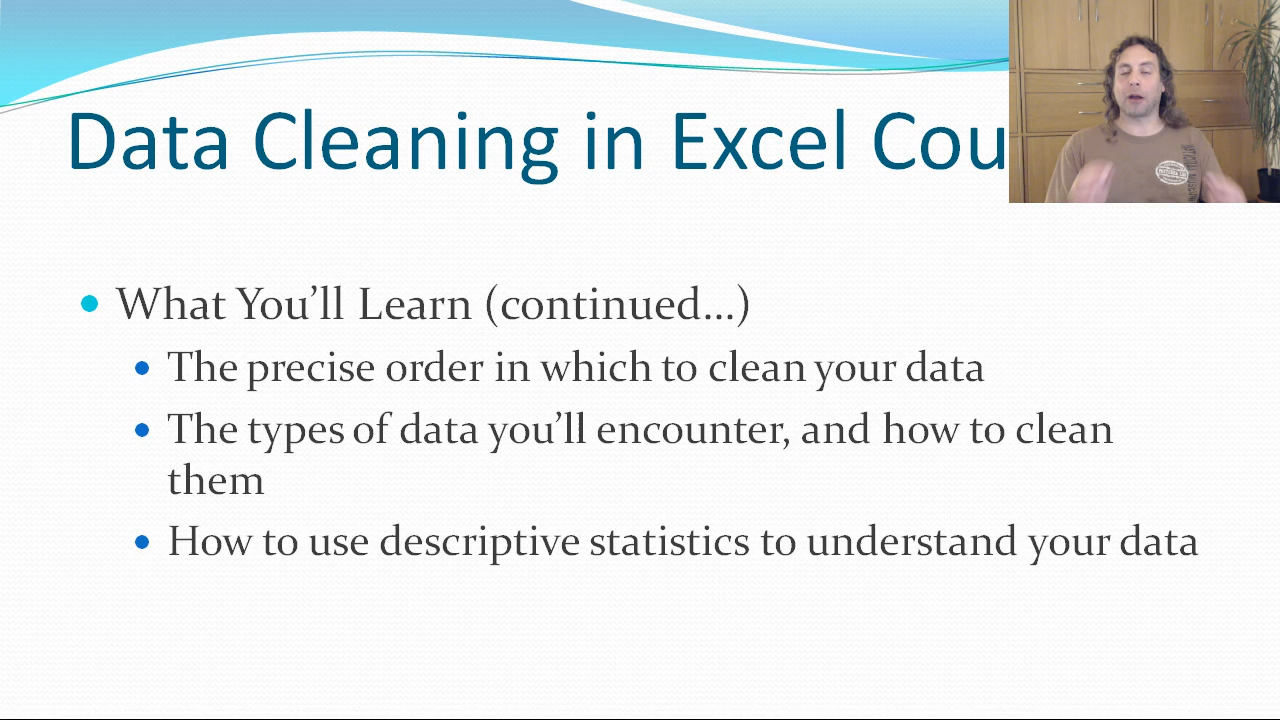 Data Cleaning in Excel Cou
What You’ll Learn (continued...)
The precise order in which to clean your data
The types of data you’ll encounter, and how to clean
them
How to use descriptive statistics to understand your data